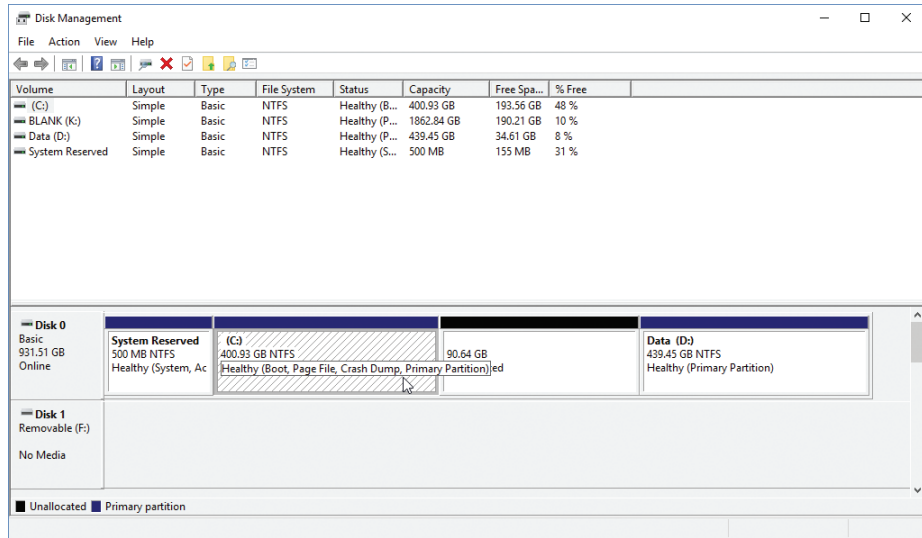 Disk Management
File Action View Help
Volume Layout Type File System Status Capacity Free Spa... % Free
(C:) Simple Basic NTFS Healthy (B... 400.93 GB 193.56 GB 48 %
BLANK (K:) Simple Basic NTFS Healthy (P... 1862.84 GB 190.21 GB 10 %
Data (D:) Simple Basic NTFS Healthy (P... 439.45 GB 34.61 GB 8 %
System Reserved Simple Basic NTFS Healthy (S... 500 MB 155 MB 31 %
Disk 0
Basic
931.51 GB
Online
System Reserved
500 MB NTFS
Healthy (System, Ac
(C:)
400.93 GB NTFS
Healthy (Boot, Page File, Crash Dump, Primary Partition)
90.64 GB
ed
Data (D:)
439.45 GB NTFS
Healthy (Primary Partition)
Disk 1
Removable (F:)
No Media
Unallocated Primary partition